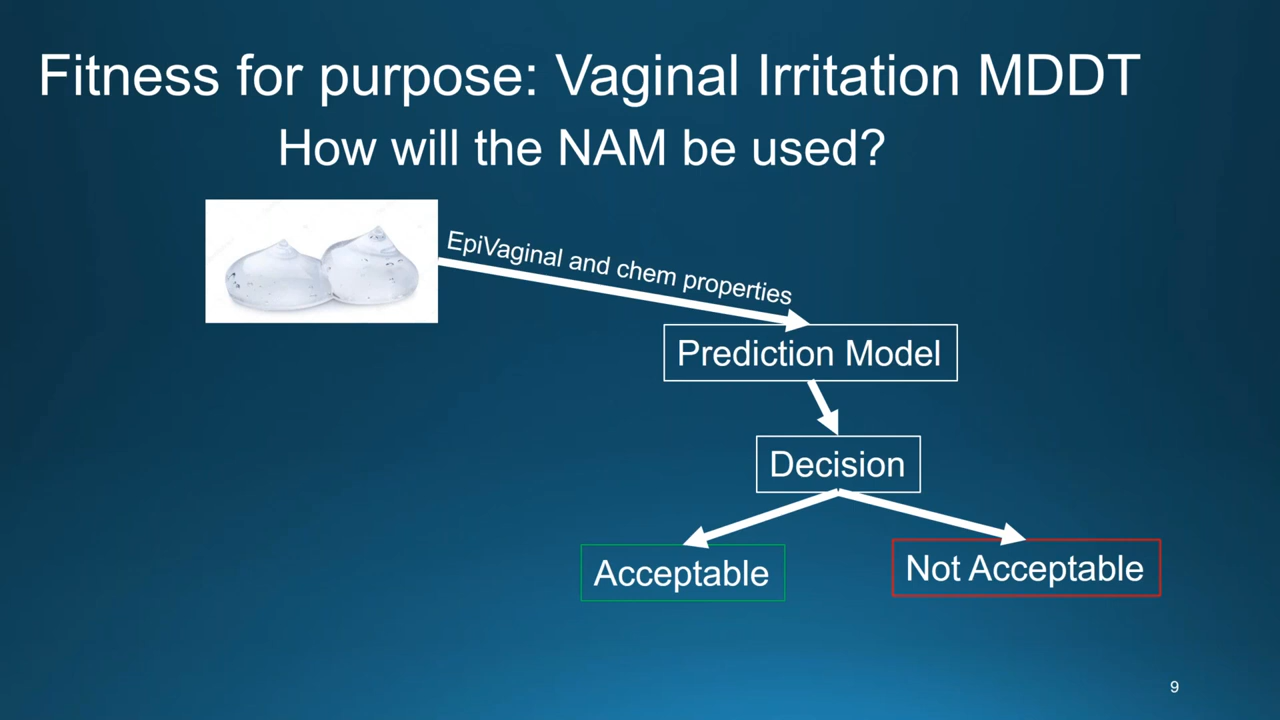 Fitness for purpose: Vaginal Irritation MDDT
How will the NAM be used?
EpiVaginal and chem properties
Prediction Model
Decision
Acceptable
Not Acceptable
9